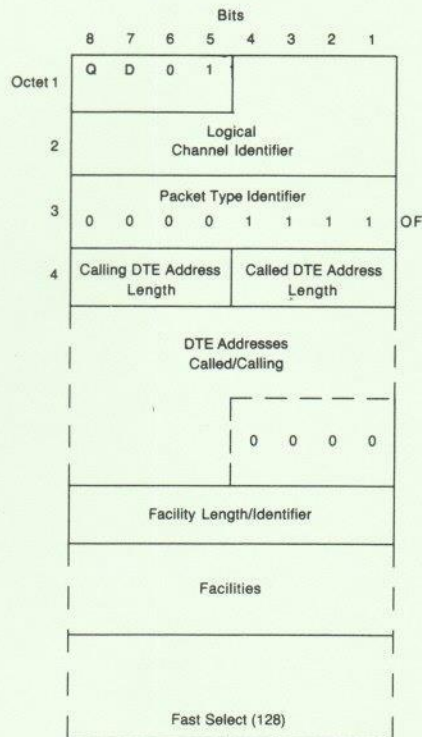 Bits
8 7 6 5 4 3 2 1
Octet 1 Q D 0 1
2 Logical
Channel Identifier
Packet Type Identifier
3 0 0 0 0 1 1 1 1 OF
4 Calling DTE Address Length Called DTE Address Length
DTE Addresses
Called/Calling
0 0 0 0
Facility Length/Identifier
Facilities
Fast Select (128)